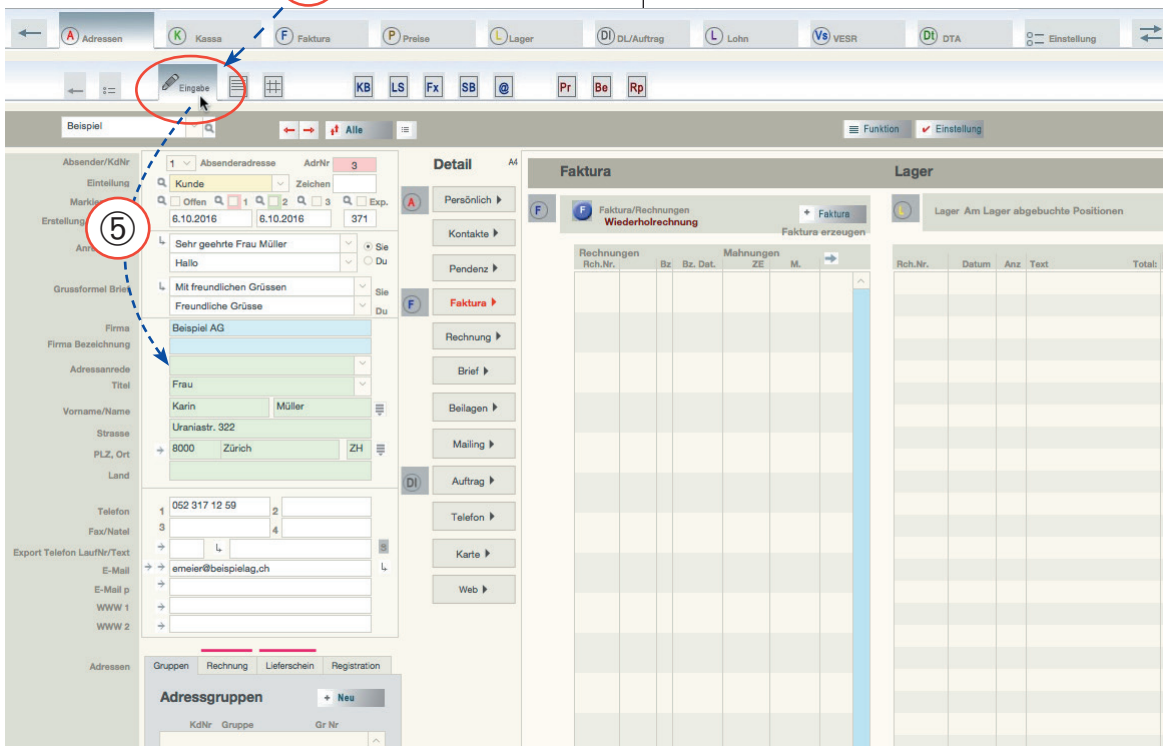 A Adressen K Kassa F Faktura P Preise L Lager Dl DL/Auftrag L Lohn Vs VESR Dt DTA Einstellung
Eingabe KB LS Fx SB @ Pr Be Rp
Beispiel Alle Funktion Einstellung
Absender/KdNr 1 Absenderadresse AdrNr 3
Einteilung Kunde Zeichen
Offen 1 2 3 Exp.
6.10.2016 6.10.2016 371
⑤
Sehr geehrte Frau Müller Sie
Hallo Du
Grussformel Brief Mit freundlichen Grüssen Sie
Freundliche Grüsse Du
Firma Beispiel AG
Firma Bezeichnung
Adressanrede
Titel Frau
Vorname/Name Karin Müller
Strasse Uraniastr. 322
PLZ, Ort 8000 Zürich ZH
Land
Telefon 1 052 317 12 59 2
Fax/Natel 3 4
Export Telefon LaufNr/Text 3
E-Mail emeier@beispielag,ch
E-Mail p
WWW 1
WWW 2
Adressen Gruppen Rechnung Lieferschein Registration
Adressgruppen + Neu
KdNr Gruppe Gr Nr
Detail A4
A Persönlich
Kontakte
Pendenz
F Faktura
Rechnung
Brief
Beilagen
Mailing
Dl Auftrag
Telefon
Karte
Web
Faktura
F F Faktura/Rechnungen + Faktura
Wiederholrechnung
Faktura erzeugen
Rechnungen Mahnungen
Rch.Nr. Bz Bz. Dat. ZE M.
Lager
L Lager Am Lager abgebuchte Positionen
Rch.Nr. Datum Anz Text Total: